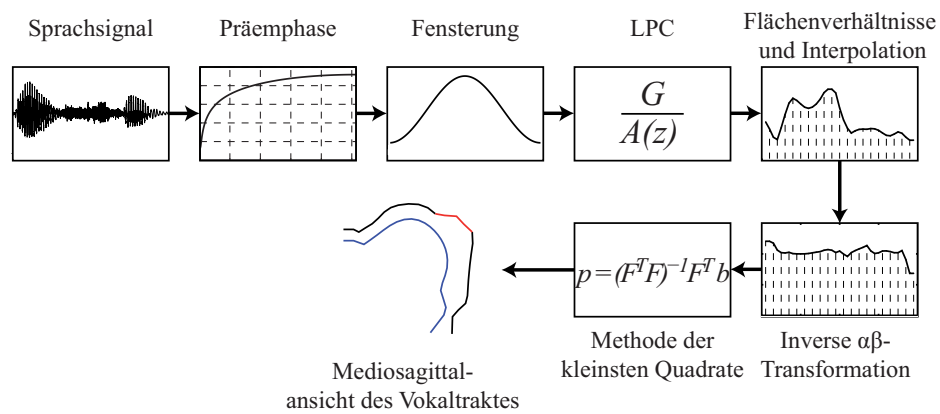 Sprachsignal
Präemphase
Fensterung
LPC
Flächenverhältnisse
und Interpolation
G
A(z)
p=(FᵀF)⁻¹Fᵀb
Methode der
kleinsten Quadrate
Inverse αβ-
Transformation
Mediosagittal-
ansicht des Vokaltraktes